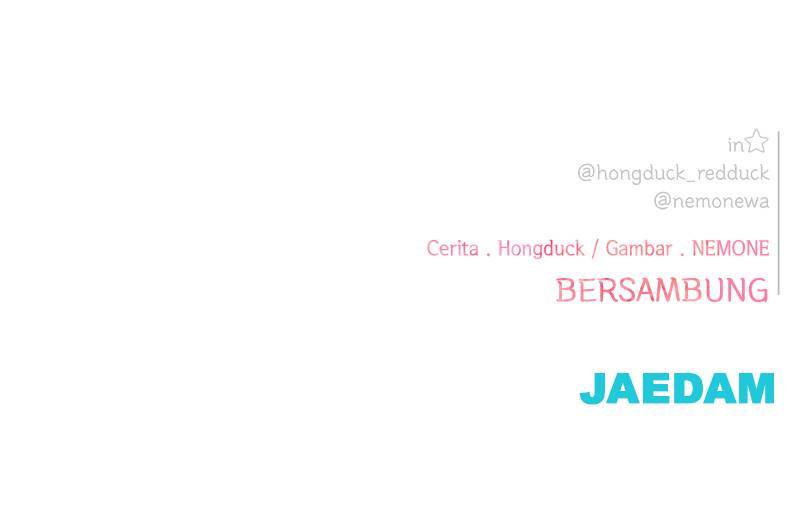 in☆
@hongduck_redduck
@nemonewa
Cerita . Hongduck / Gambar . NEMONE
BERSAMBUNG
JAEDAM